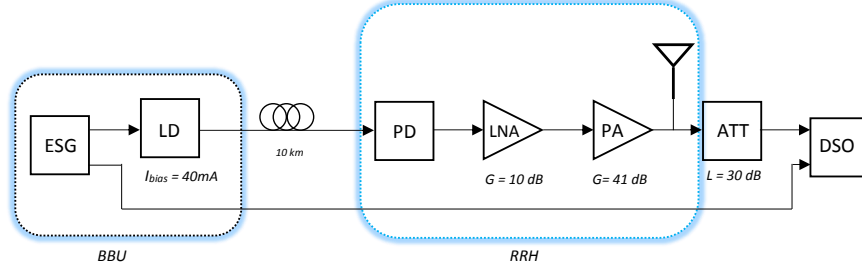 ESG
LD
I_bias = 40mA
10 km
PD
LNA
G = 10 dB
PA
G= 41 dB
ATT
L = 30 dB
DSO
BBU
RRH